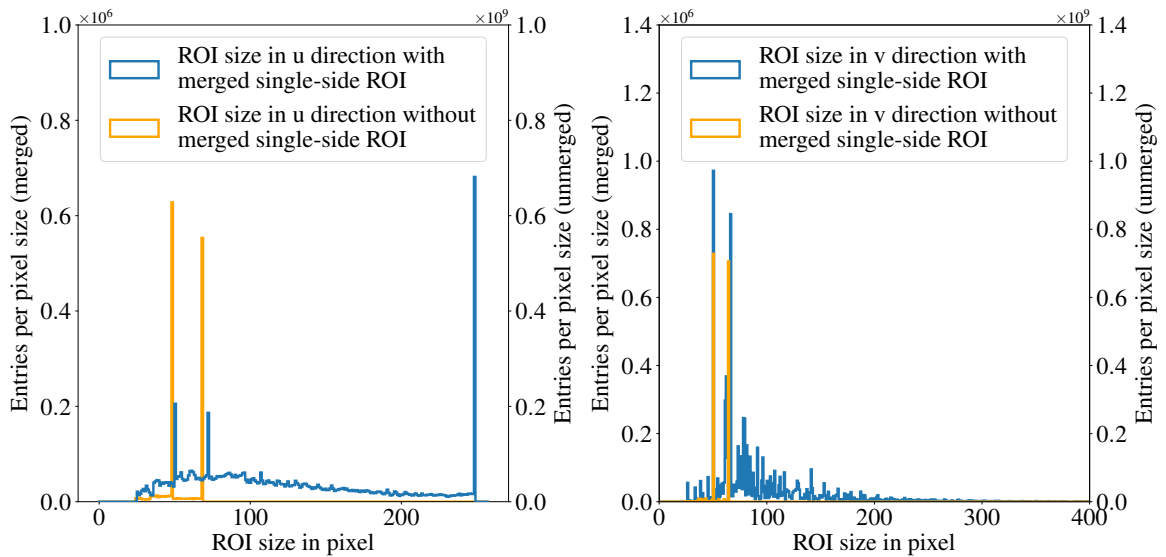 ×10⁶
×10⁹
ROI size in u direction with
merged single-side ROI
ROI size in u direction without
merged single-side ROI
Entries per pixel size (merged)
1.0
0.8
0.6
0.4
0.2
0.0
0
100
200
ROI size in pixel
1.0
0.8
0.6
0.4
0.2
0.0
Entries per pixel size (unmerged)
×10⁶
×10⁹
ROI size in v direction with
merged single-side ROI
ROI size in v direction without
merged single-side ROI
Entries per pixel size (merged)
1.4
1.2
1.0
0.8
0.6
0.4
0.2
0.0
0
100
200
300
400
ROI size in pixel
1.4
1.2
1.0
0.8
0.6
0.4
0.2
0.0
Entries per pixel size (unmerged)